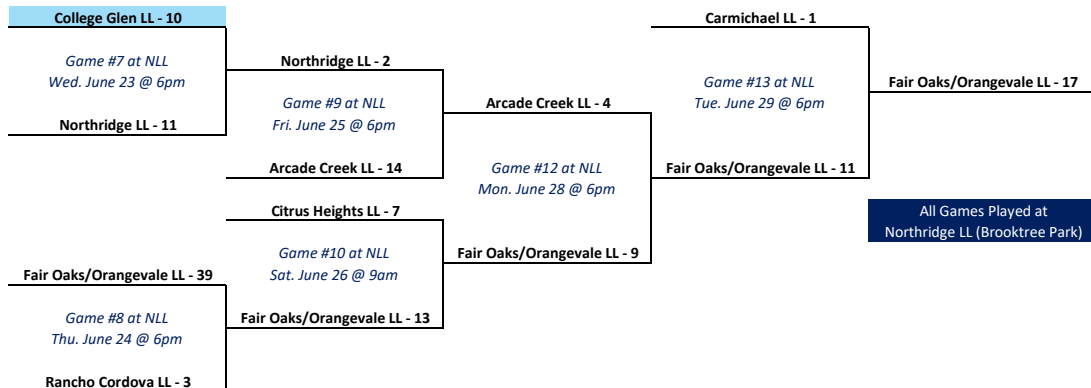 College Glen LL - 10
Carmichael LL - 1
Game #7 at NLL
Wed. June 23 @ 6pm
Northridge LL - 2
Game #13 at NLL
Tue. June 29 @ 6pm
Fair Oaks/Orangevale LL - 17
Game #9 at NLL
Fri. June 25 @ 6pm
Arcade Creek LL - 4
Northridge LL - 11
Arcade Creek LL - 14
Game #12 at NLL
Mon. June 28 @ 6pm
Fair Oaks/Orangevale LL - 11
Citrus Heights LL - 7
All Games Played at
Northridge LL (Brooktree Park)
Game #10 at NLL
Sat. June 26 @ 9am
Fair Oaks/Orangevale LL - 9
Fair Oaks/Orangevale LL - 39
Game #8 at NLL
Thu. June 24 @ 6pm
Fair Oaks/Orangevale LL - 13
Rancho Cordova LL - 3